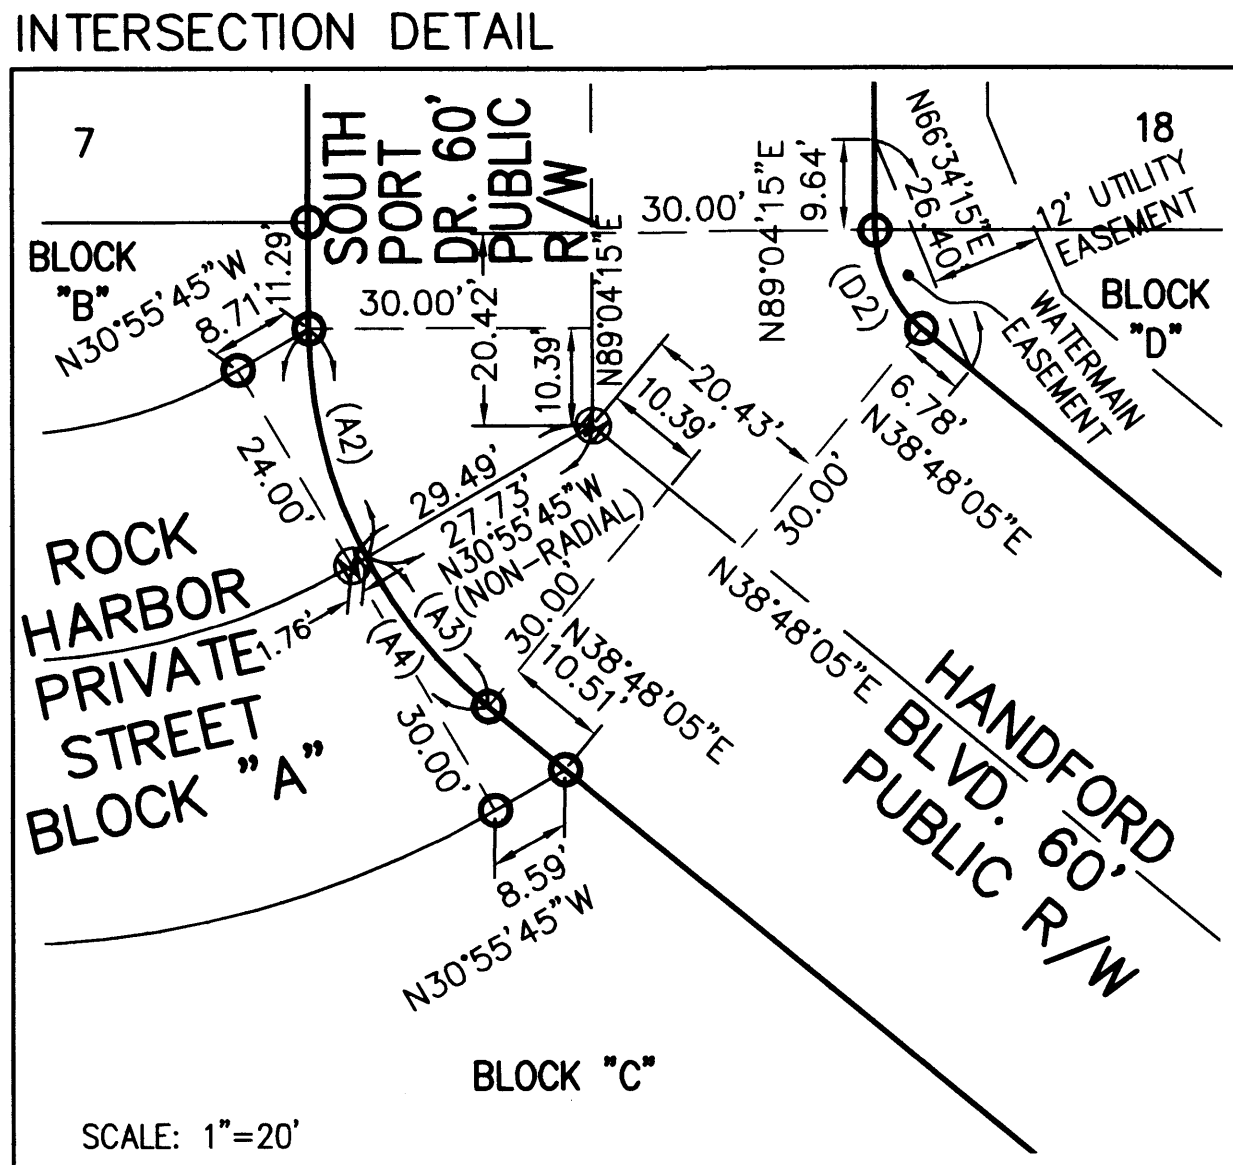 INTERSECTION DETAIL
7
SOUTH
PORT
DR. 60'
PUBLIC
R/W
18
N66°34'15"E
26.40'
12' UTILITY
EASEMENT
N89°04'15"E
9.64'
30.00'
BLOCK
"B"
11.29'
N30°55'45"W
8.71'
30.00'
20.42'
10.39'
N89°04'15"E
(D2)
WATERMAIN
EASEMENT
BLOCK
"D"
20.43'
10.39'
6.78'
N38°48'05"E
30.00'
(A2)
24.00'
29.49'
27.73'
N30°55'45"W
(NON-RADIAL)
ROCK
HARBOR
PRIVATE
STREET
BLOCK "A"
1.76'
(A3)
(A4)
30.00'
N38°48'05"E
10.51'
N38°48'05"E
30.00'
HANDFORD
BLVD. 60'
PUBLIC R/W
8.59'
N30°55'45"W
BLOCK "C"
SCALE: 1"=20'